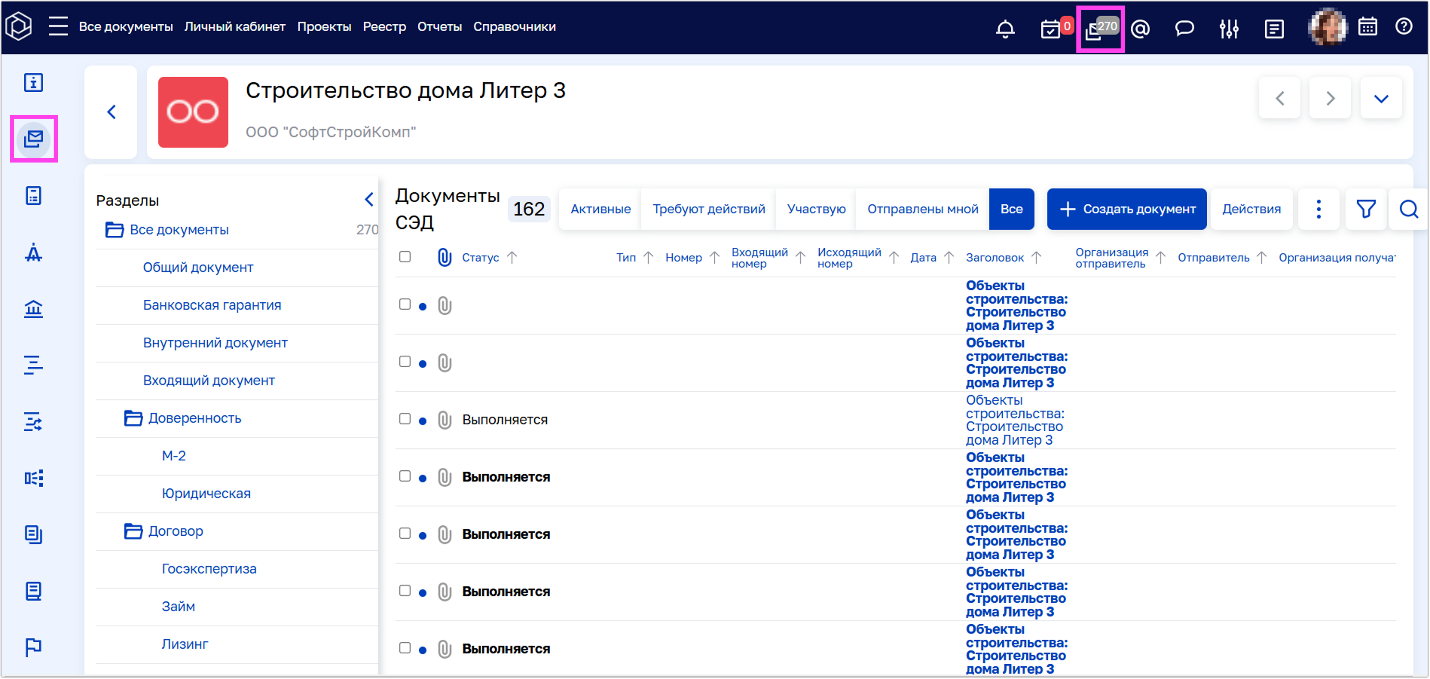 Все документы Личный кабинет Проекты Реестр Отчеты Справочники 0 270
Строительство дома Литер 3
ООО "СофтСтройКомп"
Разделы
Все документы 270
Общий документ
Банковская гарантия
Внутренний документ
Входящий документ
Доверенность
М-2
Юридическая
Договор
Госэкспертиза
Займ
Лизинг
Документы
СЭД
162
Активные Требуют действий Участвую Отправлены мной Все Создать документ Действия
Статус Тип Номер Входящий номер Исходящий номер Дата Заголовок Организация отправитель Отправитель Организация получат
Объекты
строительства:
Строительство
дома Литер 3
Объекты
строительства:
Строительство
дома Литер 3
Выполняется
Объекты
строительства:
Строительство
дома Литер 3
Выполняется
Объекты
строительства:
Строительство
дома Литер 3
Выполняется
Объекты
строительства:
Строительство
дома Литер 3
Выполняется
Объекты
строительства:
Строительство
дома Литер 3
Выполняется
Объекты
строительства:
Строительство
дома Литер 3